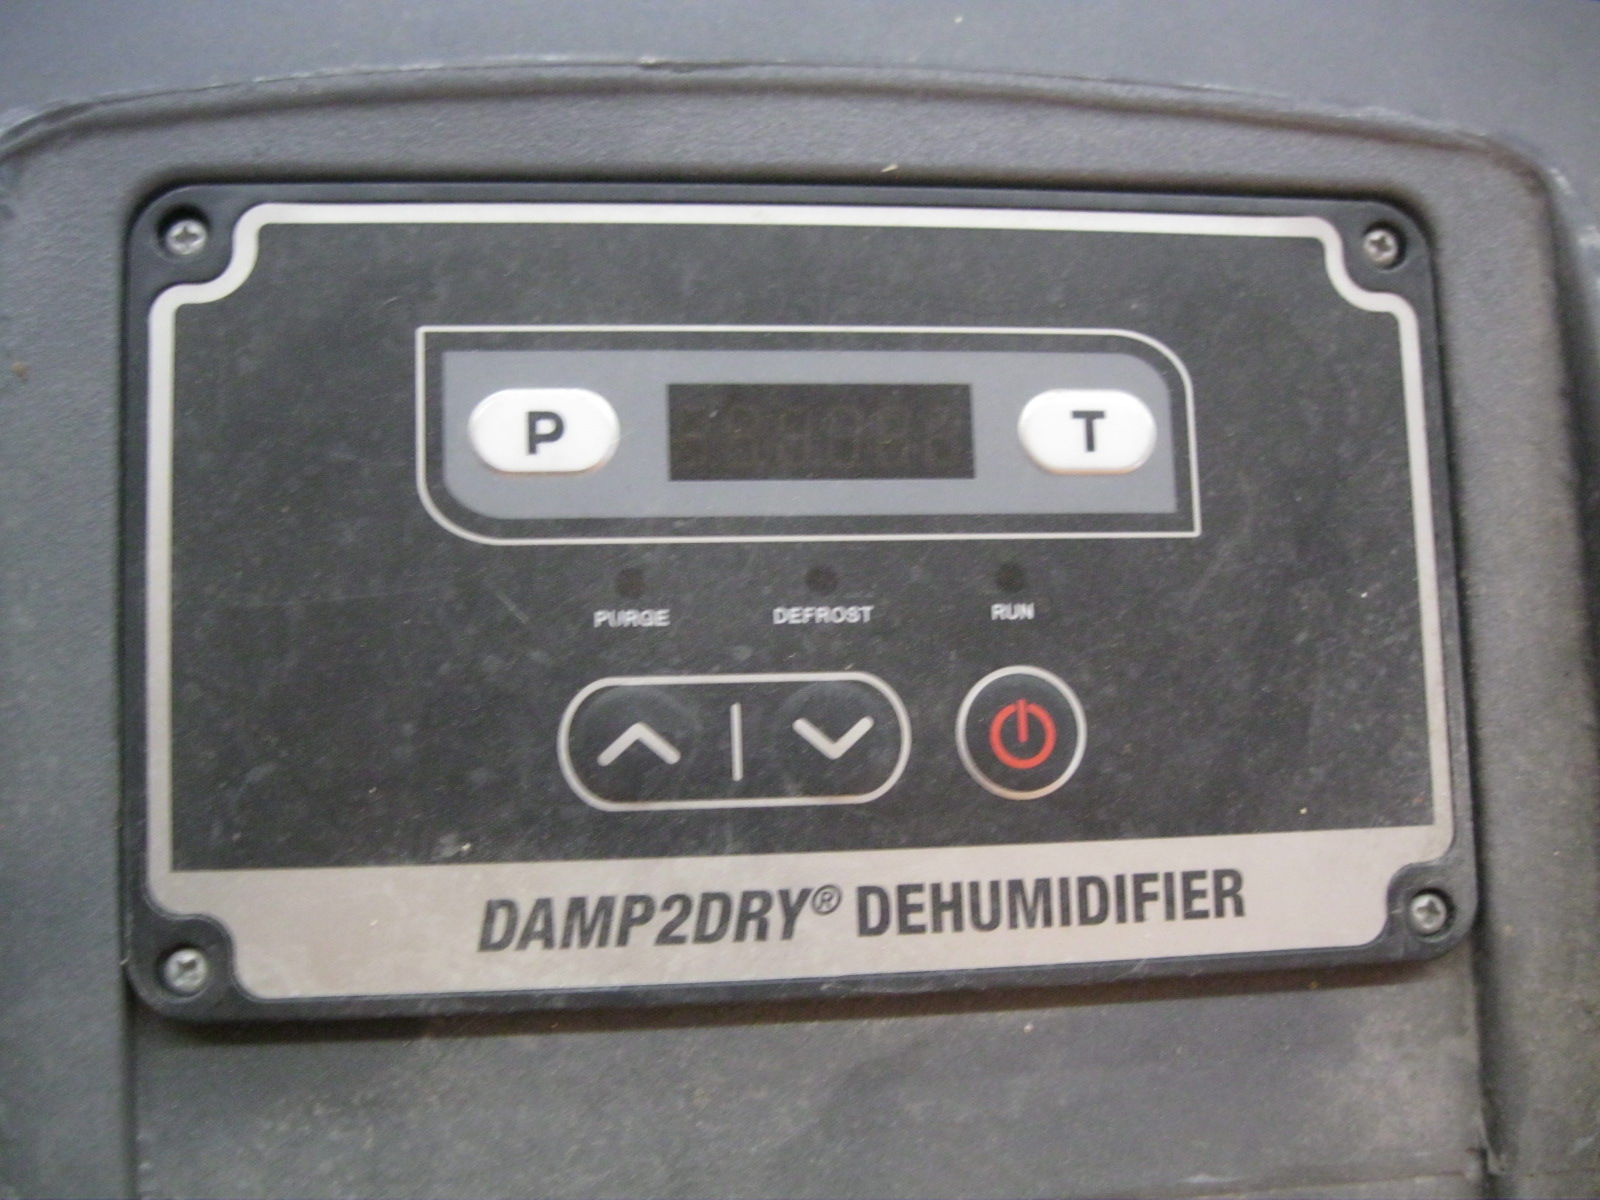 P T
PURGE DEFROST RUN
DAMP2DRY® DEHUMIDIFIER